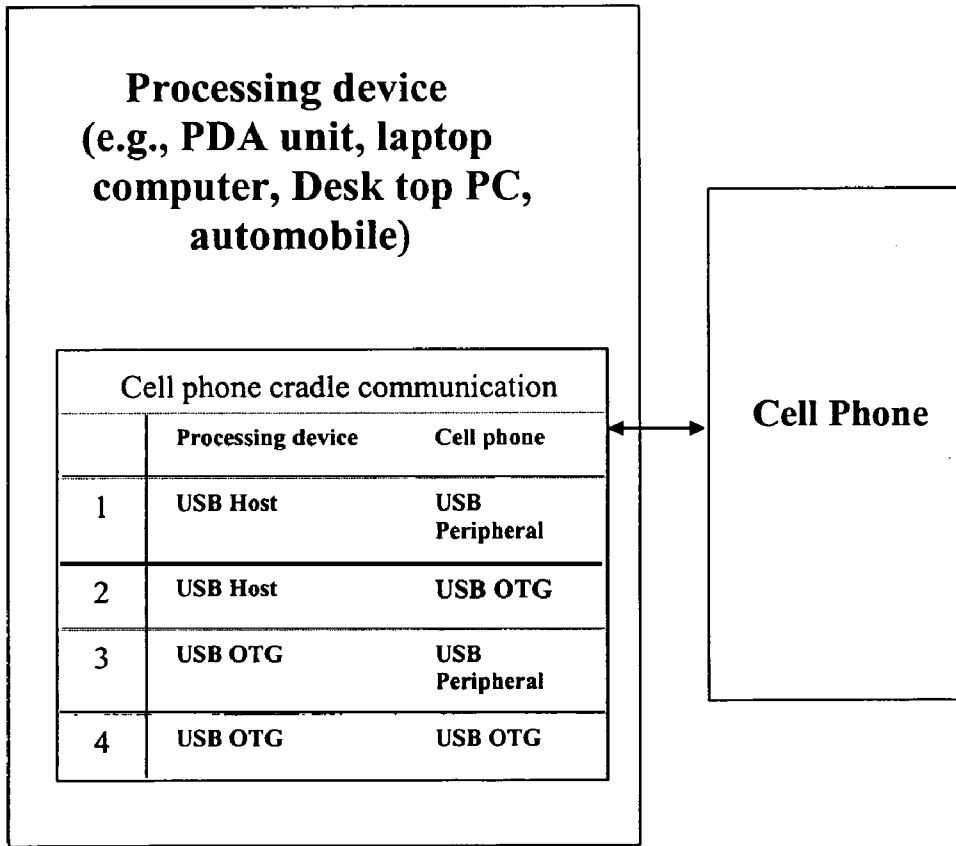 Processing device
(e.g., PDA unit, laptop
computer, Desk top PC,
automobile)
Cell phone cradle communication
Processing device Cell phone
1 USB Host USB
Peripheral
2 USB Host USB OTG
3 USB OTG USB
Peripheral
4 USB OTG USB OTG
Cell Phone